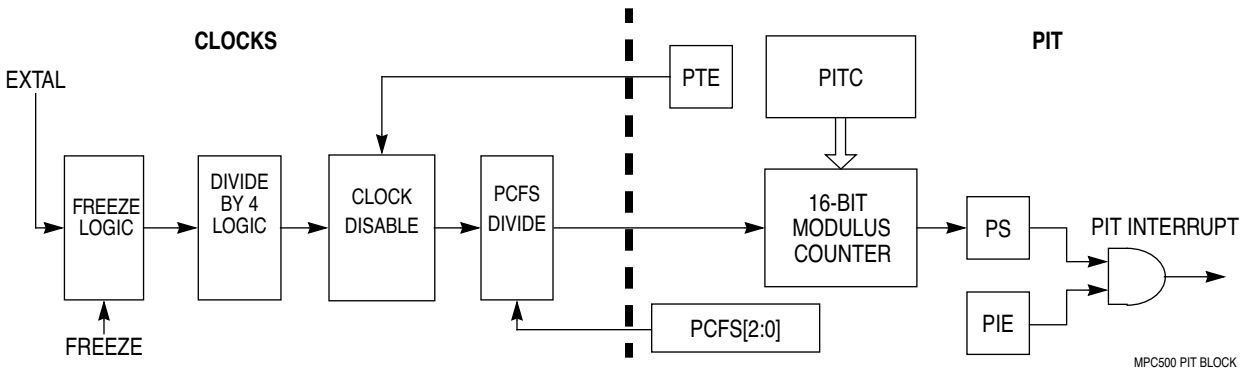 CLOCKS
PIT
EXTAL
PTE
PITC
FREEZE
LOGIC
DIVIDE
BY 4
LOGIC
CLOCK
DISABLE
PCFS
DIVIDE
16-BIT
MODULUS
COUNTER
PS
PIT INTERRUPT
FREEZE
PCFS[2:0]
PIE
MPC500 PIT BLOCK